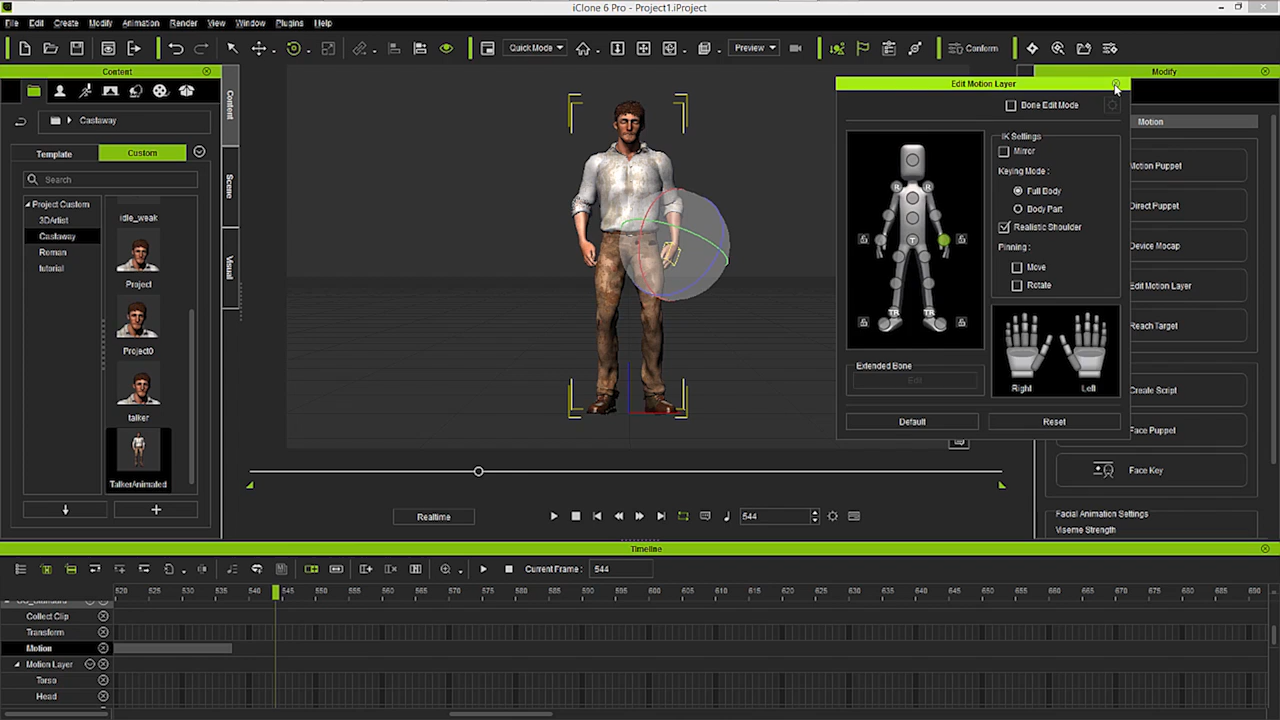 iClone 6 Pro - Project1.iProject
File Edit Create Modify Animation Render View Window Plugins Help
Quick Mode
Preview
Conform
Content
Castaway
Template Custom
Search
Project Custom
3DArtist
Castaway
Roman
tutorial
idle_weak
Project
Project0
talker
TalkerAnimated
Content
Scene
Visual
Edit Motion Layer
Bone Edit Mode
IK Settings
Mirror
Keying Mode :
Full Body
Body Part
Realistic Shoulder
Pinning :
Move
Rotate
R R
T
TR TR
Right Left
Extended Bone
Edit
Default Reset
Modify
Motion
Motion Puppet
Direct Puppet
Device Mocap
Edit Motion Layer
Reach Target
Create Script
Face Puppet
Face Key
Facial Animation Settings
Viseme Strength
Realtime
544
Timeline
Current Frame : 544
520 525 530 535 540 545 550 555 560 565 570 575 580 585 590 595 600 605 610 615 620 625 630 635 640 645 650 655 660 665 670 675 680 685 690
Collect Clip
Transform
Motion
Motion Layer
Torso
Head